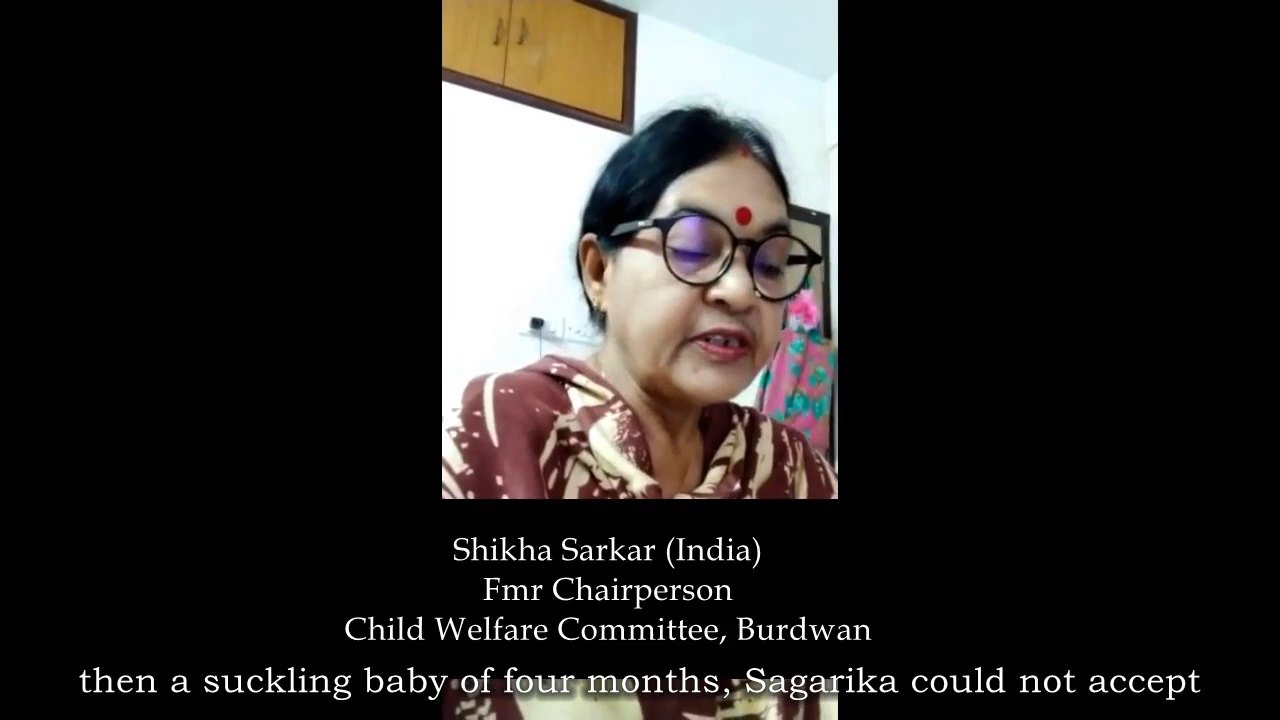 Shikha Sarkar (India)
Fmr Chairperson
Child Welfare Committee, Burdwan
then a suckling baby of four months, Sagarika could not accept